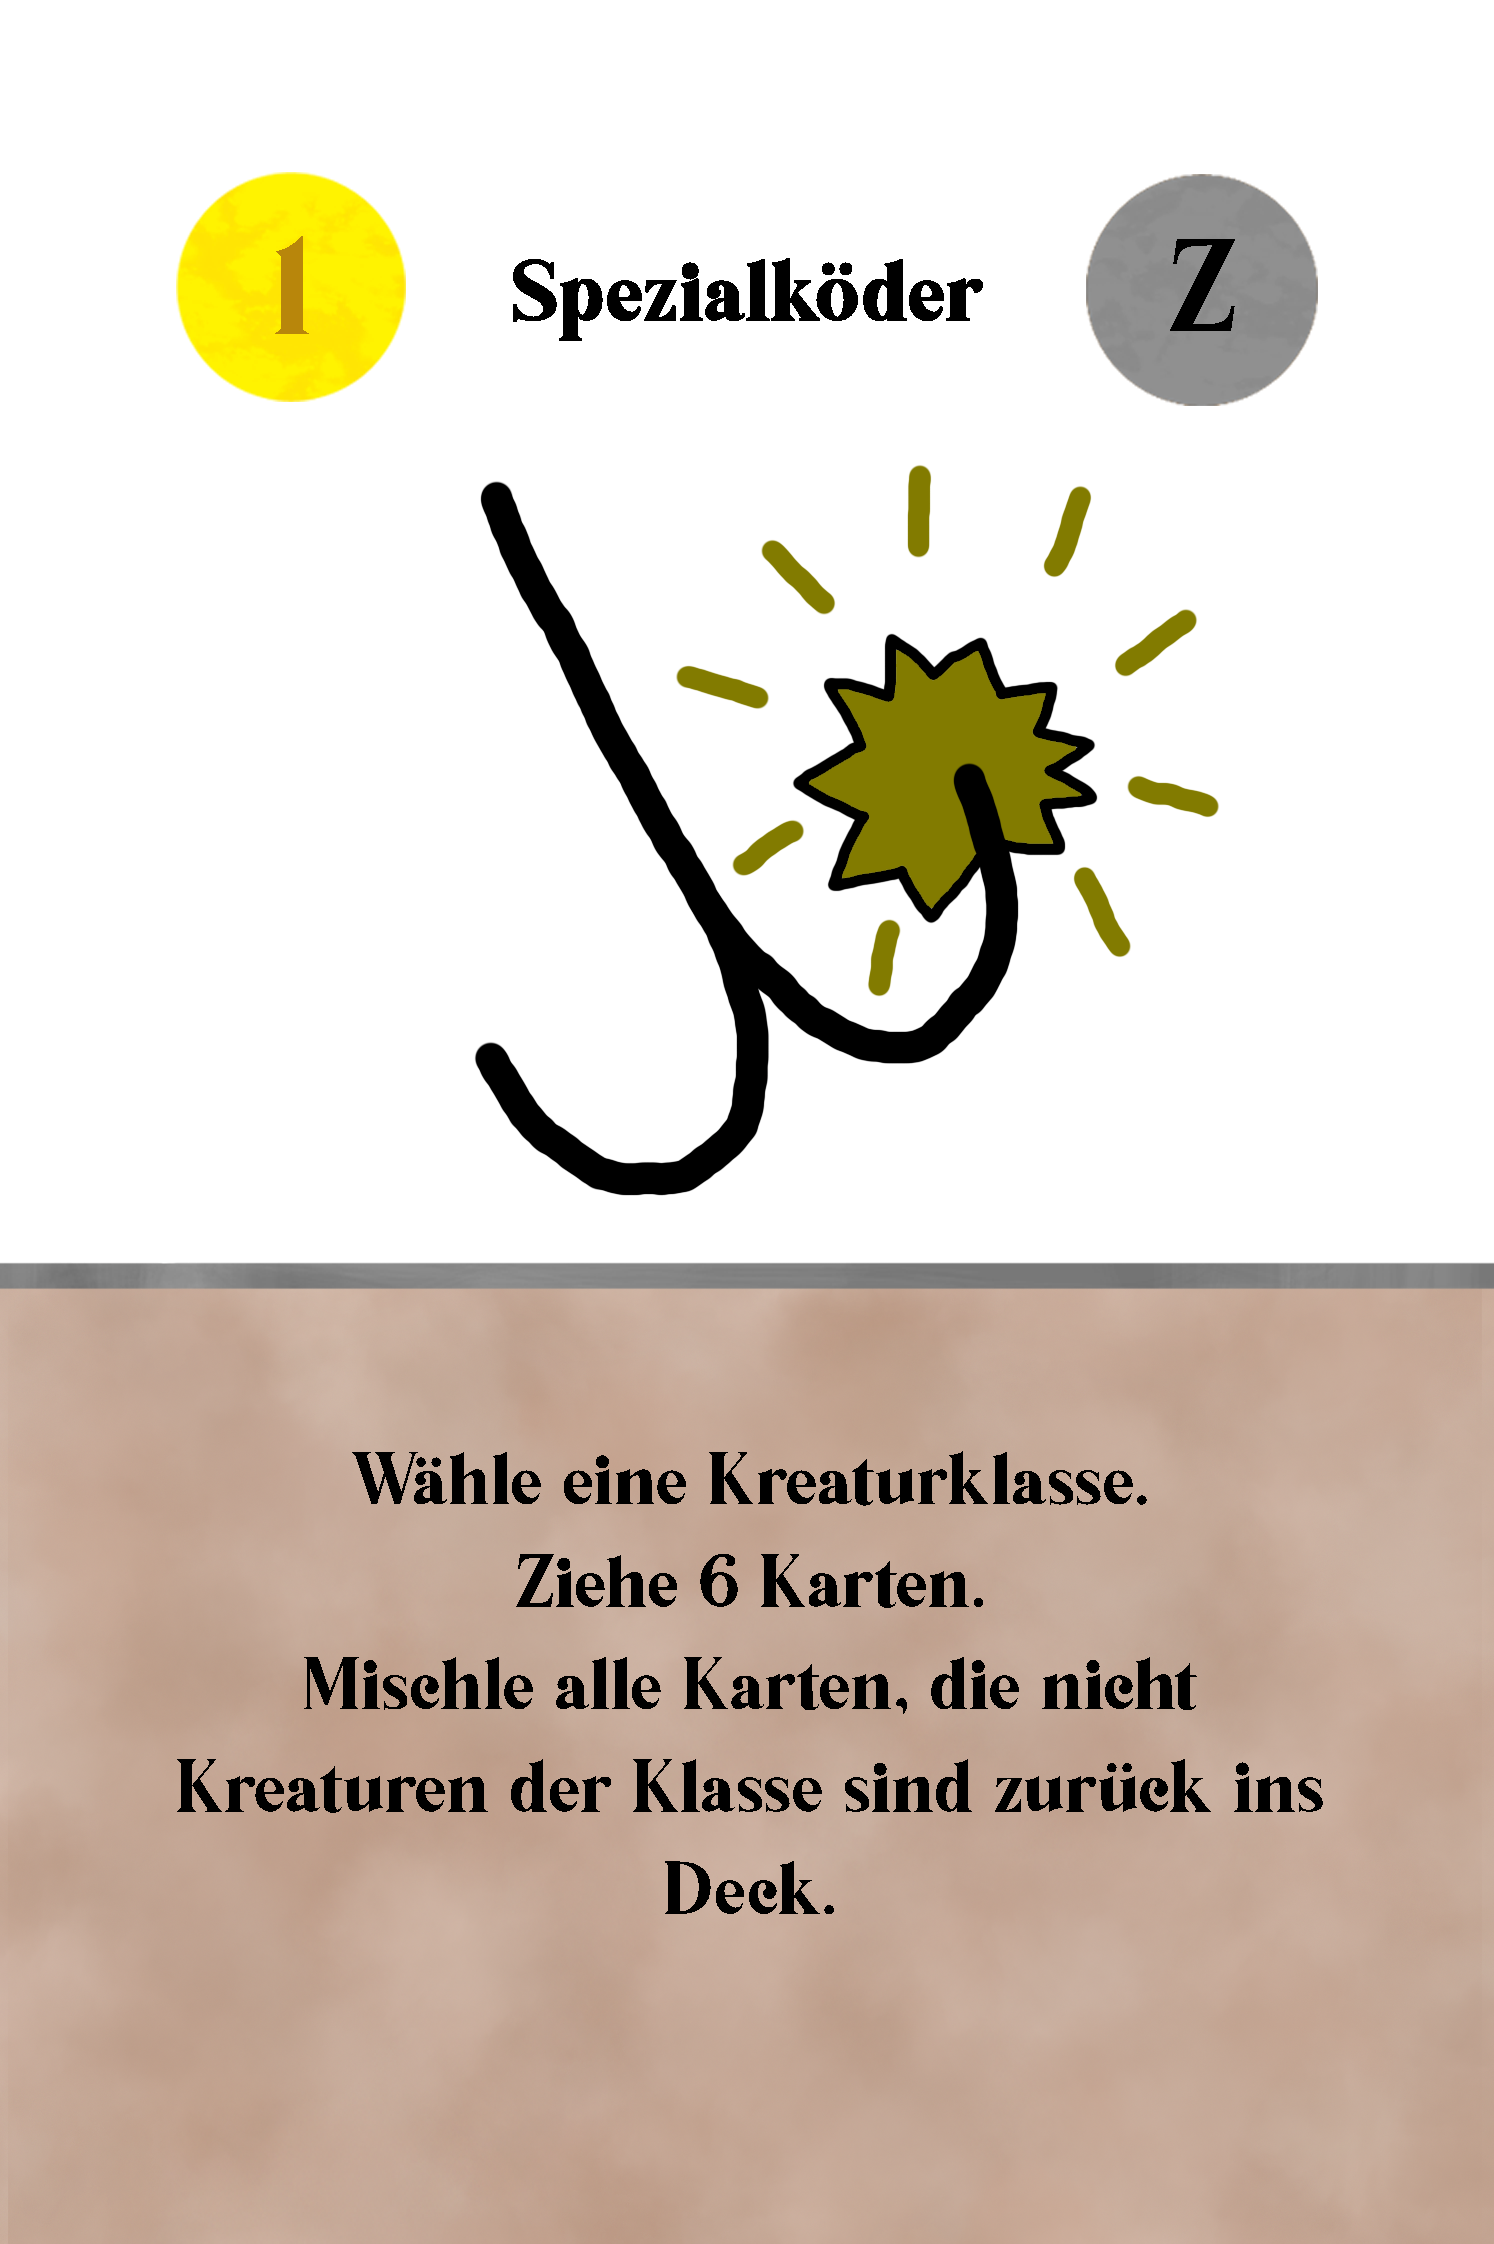 1 Spezialköder Z
Wähle eine Kreaturklasse.
Ziehe 6 Karten.
Mischle alle Karten, die nicht
Kreaturen der Klasse sind zurück ins
Deck.